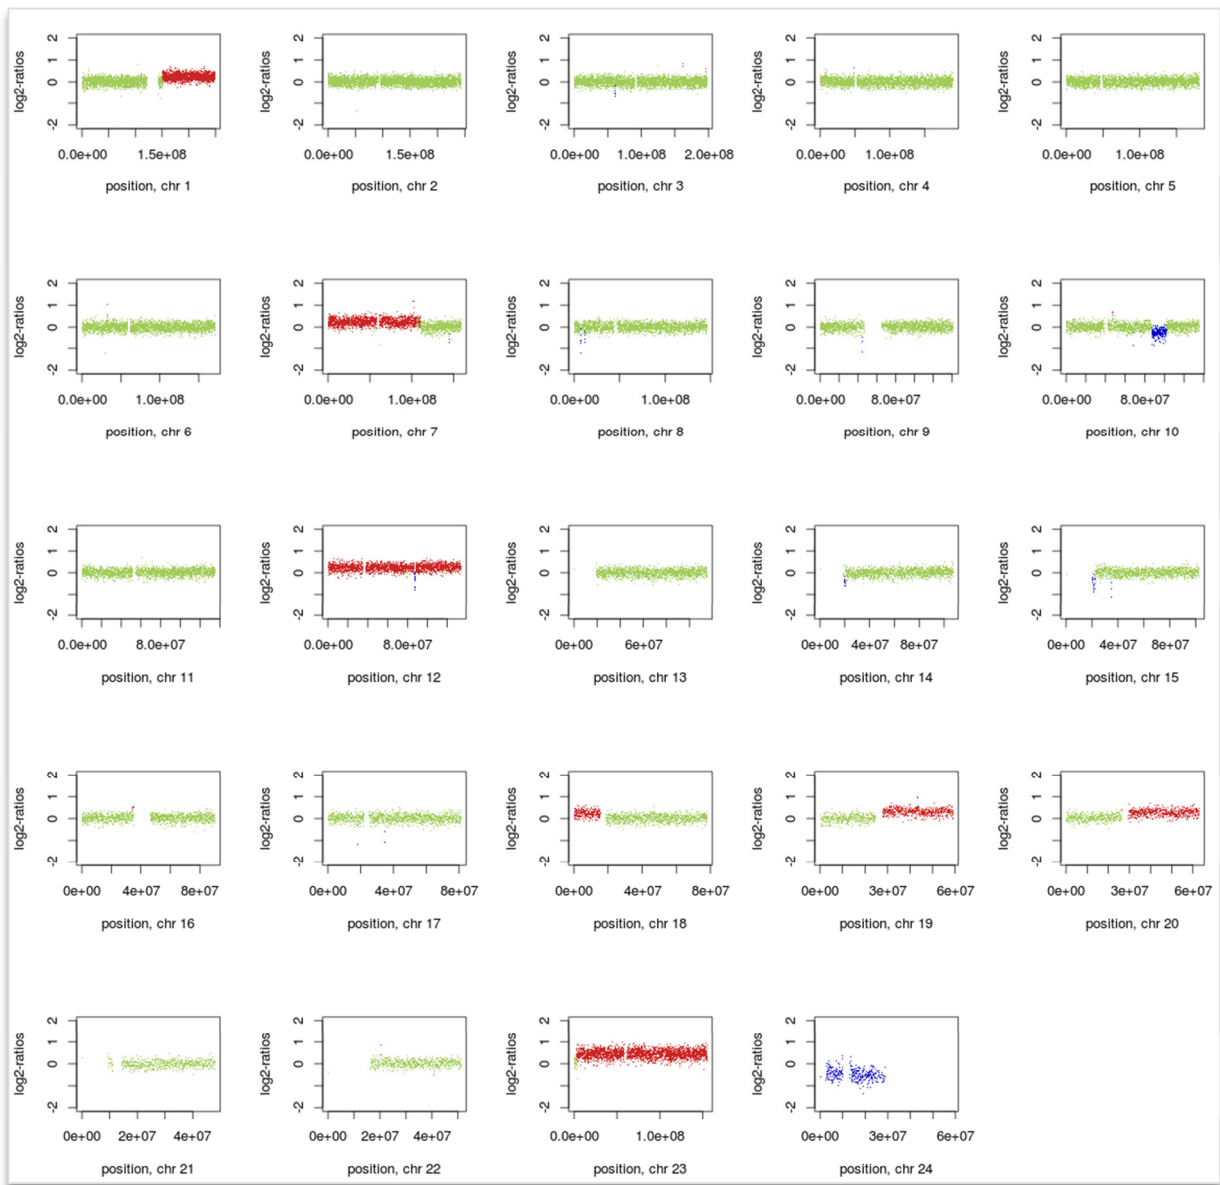 log2-ratios 2 1 0 -2 log2-ratios 2 1 0 -2 log2-ratios 2 1 0 -2 log2-ratios 2 1 0 -2 log2-ratios 2 1 0 -2
0.0e+00 1.5e+08 0.0e+00 1.5e+08 0.0e+00 1.0e+08 2.0e+08 0.0e+00 1.0e+08 0.0e+00 1.0e+08
position, chr 1 position, chr 2 position, chr 3 position, chr 4 position, chr 5
log2-ratios 2 1 0 -2 log2-ratios 2 1 0 -2 log2-ratios 2 1 0 -2 log2-ratios 2 1 0 -2 log2-ratios 2 1 0 -2
0.0e+00 1.0e+08 0.0e+00 1.0e+08 0.0e+00 1.0e+08 0.0e+00 8.0e+07 0.0e+00 8.0e+07
position, chr 6 position, chr 7 position, chr 8 position, chr 9 position, chr 10
log2-ratios 2 1 0 -2 log2-ratios 2 1 0 -2 log2-ratios 2 1 0 -2 log2-ratios 2 1 0 -2 log2-ratios 2 1 0 -2
0.0e+00 8.0e+07 0.0e+00 8.0e+07 0e+00 6e+07 0e+00 4e+07 8e+07 0e+00 4e+07 8e+07
position, chr 11 position, chr 12 position, chr 13 position, chr 14 position, chr 15
log2-ratios 2 1 0 -2 log2-ratios 2 1 0 -2 log2-ratios 2 1 0 -2 log2-ratios 2 1 0 -2 log2-ratios 2 1 0 -2
0e+00 4e+07 8e+07 0e+00 4e+07 8e+07 0e+00 4e+07 8e+07 0e+00 3e+07 6e+07 0e+00 3e+07 6e+07
position, chr 16 position, chr 17 position, chr 18 position, chr 19 position, chr 20
log2-ratios 2 1 0 -2 log2-ratios 2 1 0 -2 log2-ratios 2 1 0 -2 log2-ratios 2 1 0 -2
0e+00 2e+07 4e+07 0e+00 2e+07 4e+07 0.0e+00 1.0e+08 0e+00 3e+07 6e+07
position, chr 21 position, chr 22 position, chr 23 position, chr 24